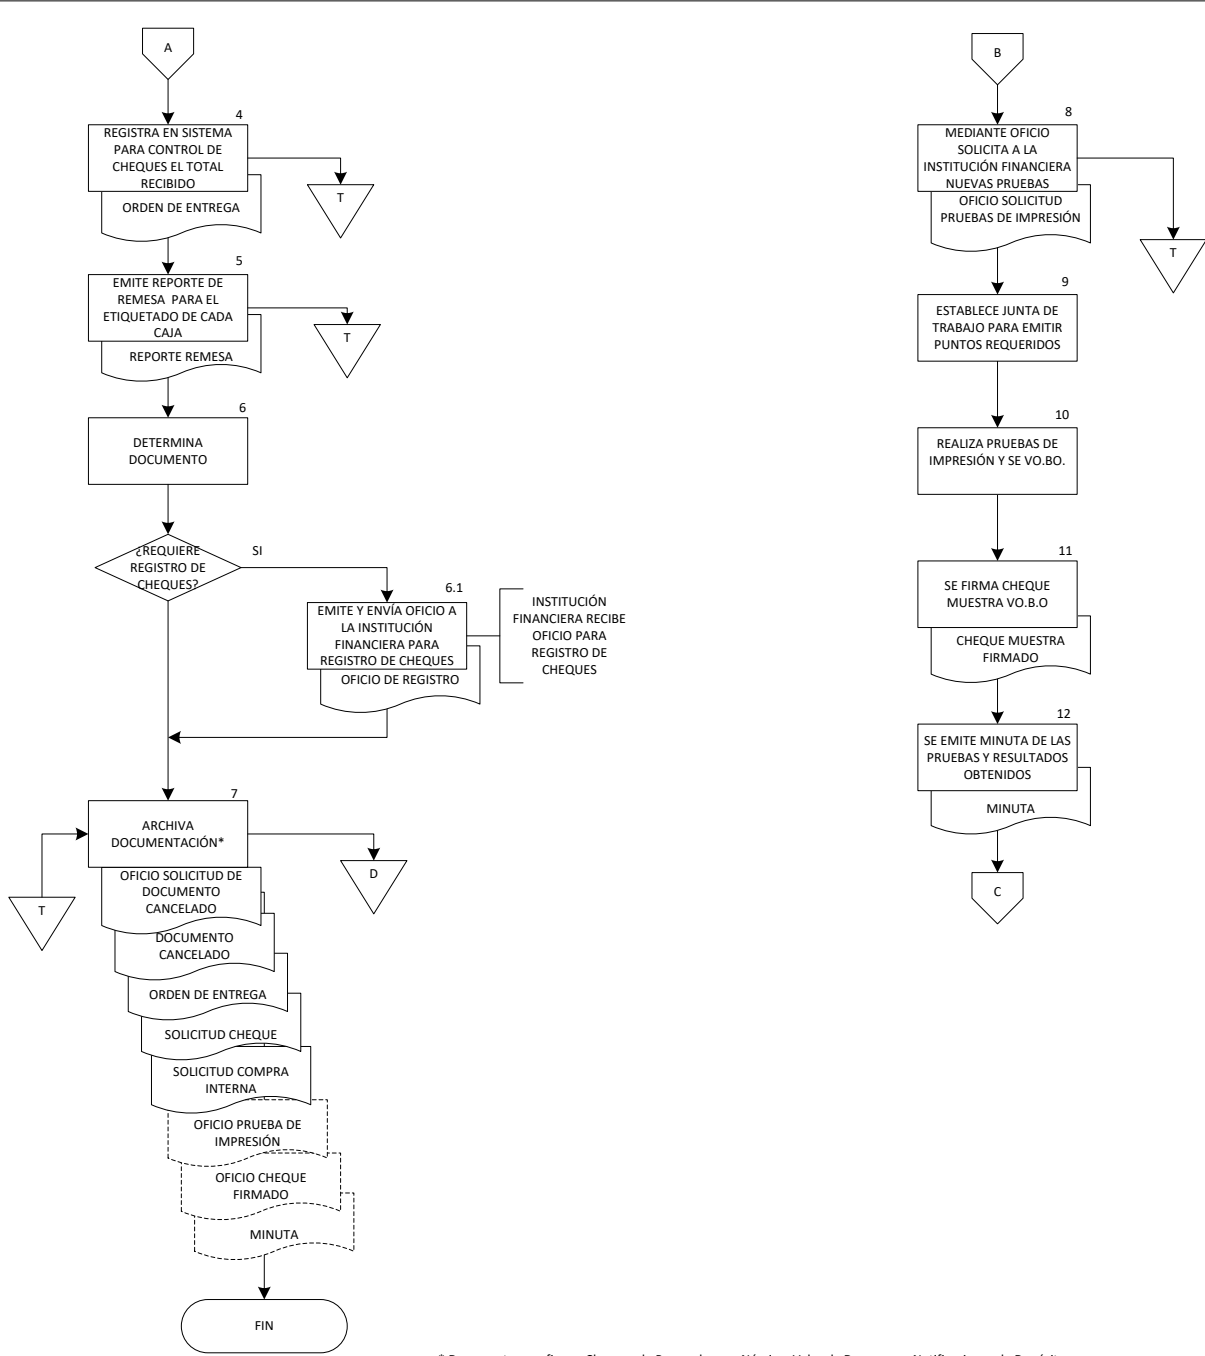 A
4
REGISTRA EN SISTEMA
PARA CONTROL DE
CHEQUES EL TOTAL
RECIBIDO
ORDEN DE ENTREGA
T
5
EMITE REPORTE DE
REMESA PARA EL
ETIQUETADO DE CADA
CAJA
REPORTE REMESA
T
6
DETERMINA
DOCUMENTO
¿REQUIERE
REGISTRO DE
CHEQUES?
SI
6.1
EMITE Y ENVÍA OFICIO A
LA INSTITUCIÓN
FINANCIERA PARA
REGISTRO DE CHEQUES
OFICIO DE REGISTRO
INSTITUCIÓN
FINANCIERA RECIBE
OFICIO PARA
REGISTRO DE
CHEQUES
7
ARCHIVA
DOCUMENTACIÓN*
T
D
OFICIO SOLICITUD DE
DOCUMENTO
CANCELADO
DOCUMENTO
CANCELADO
ORDEN DE ENTREGA
SOLICITUD CHEQUE
SOLICITUD COMPRA
INTERNA
OFICIO PRUEBA DE
IMPRESIÓN
OFICIO CHEQUE
FIRMADO
MINUTA
FIN
B
8
MEDIANTE OFICIO
SOLICITA A LA
INSTITUCIÓN FINANCIERA
NUEVAS PRUEBAS
OFICIO SOLICITUD
PRUEBAS DE IMPRESIÓN
T
9
ESTABLECE JUNTA DE
TRABAJO PARA EMITIR
PUNTOS REQUERIDOS
10
REALIZA PRUEBAS DE
IMPRESIÓN Y SE VO.BO.
11
SE FIRMA CHEQUE
MUESTRA VO.B.O
CHEQUE MUESTRA
FIRMADO
12
SE EMITE MINUTA DE LAS
PRUEBAS Y RESULTADOS
OBTENIDOS
MINUTA
C